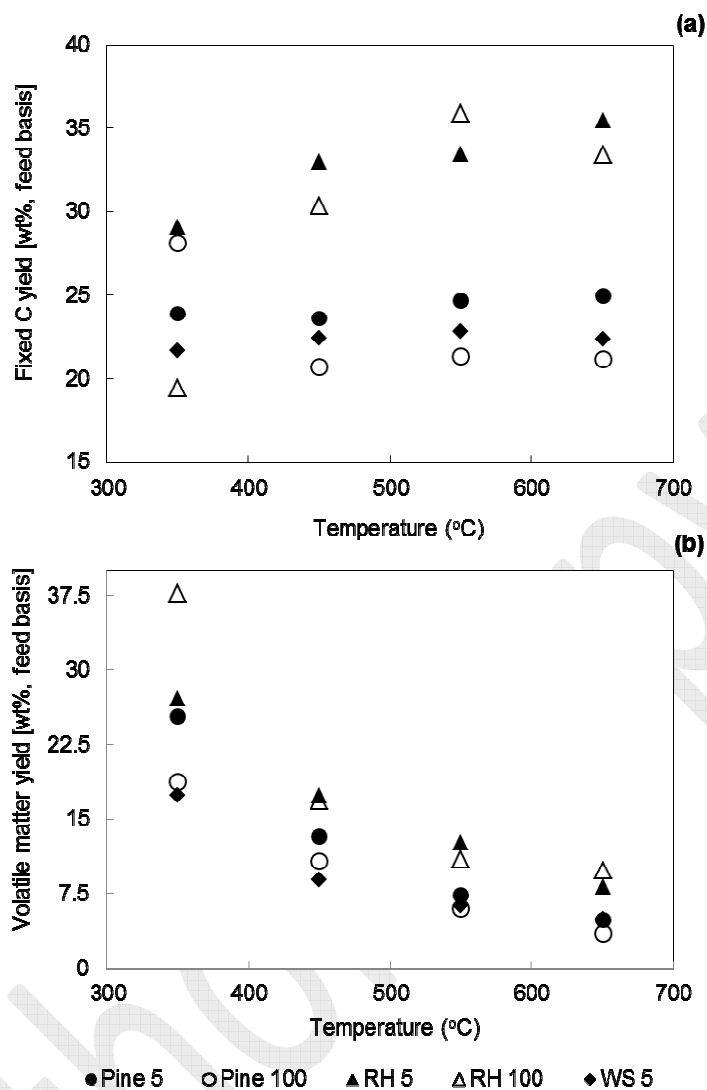 (a)
Fixed C yield [wt%, feed basis]
40
35
30
25
20
15
300 400 500 600 700
Temperature (°C)
(b)
Volatile matter yield [wt%, feed basis]
37.5
30
22.5
15
7.5
0
300 400 500 600 700
Temperature (°C)
Pine 5 Pine 100 RH 5 RH 100 WS 5